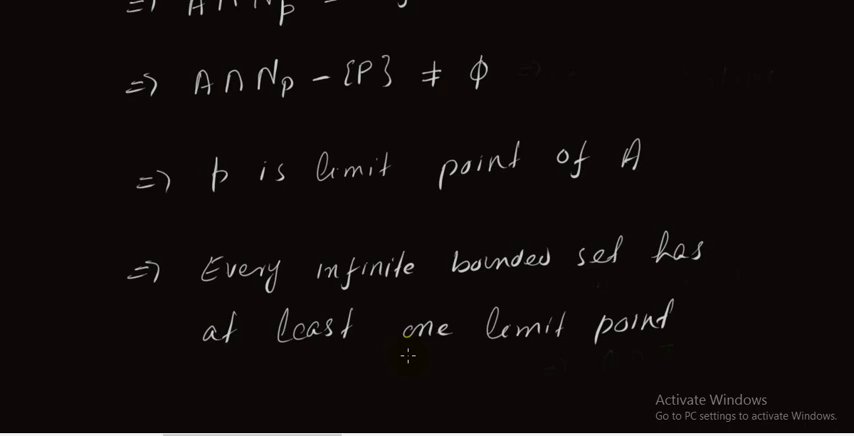 => A ∩ Np
=> A ∩ Np - {P} ≠ ϕ
=> p is limit point of A
=> Every infinite bounded set has
at least one limit point
Activate Windows
Go to PC settings to activate Windows.